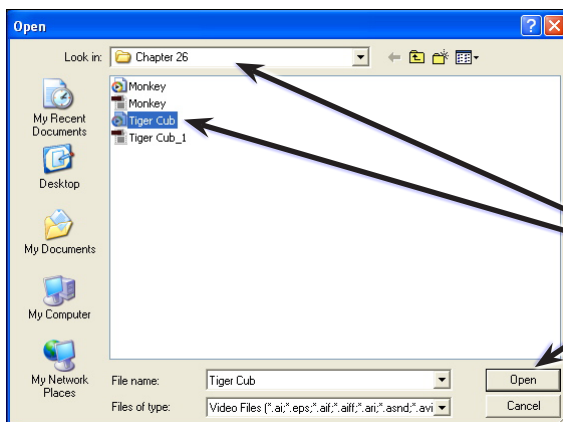 Open
Look in: Chapter 26
Monkey
Monkey
Tiger Cub
Tiger Cub_1
My Recent
Documents
Desktop
My Documents
My Computer
My Network
Places
File name: Tiger Cub Open
Files of type: Video Files (*.ai;*.eps;*.aif;*.aiff;*.ari;*.asnd;*.avi Cancel